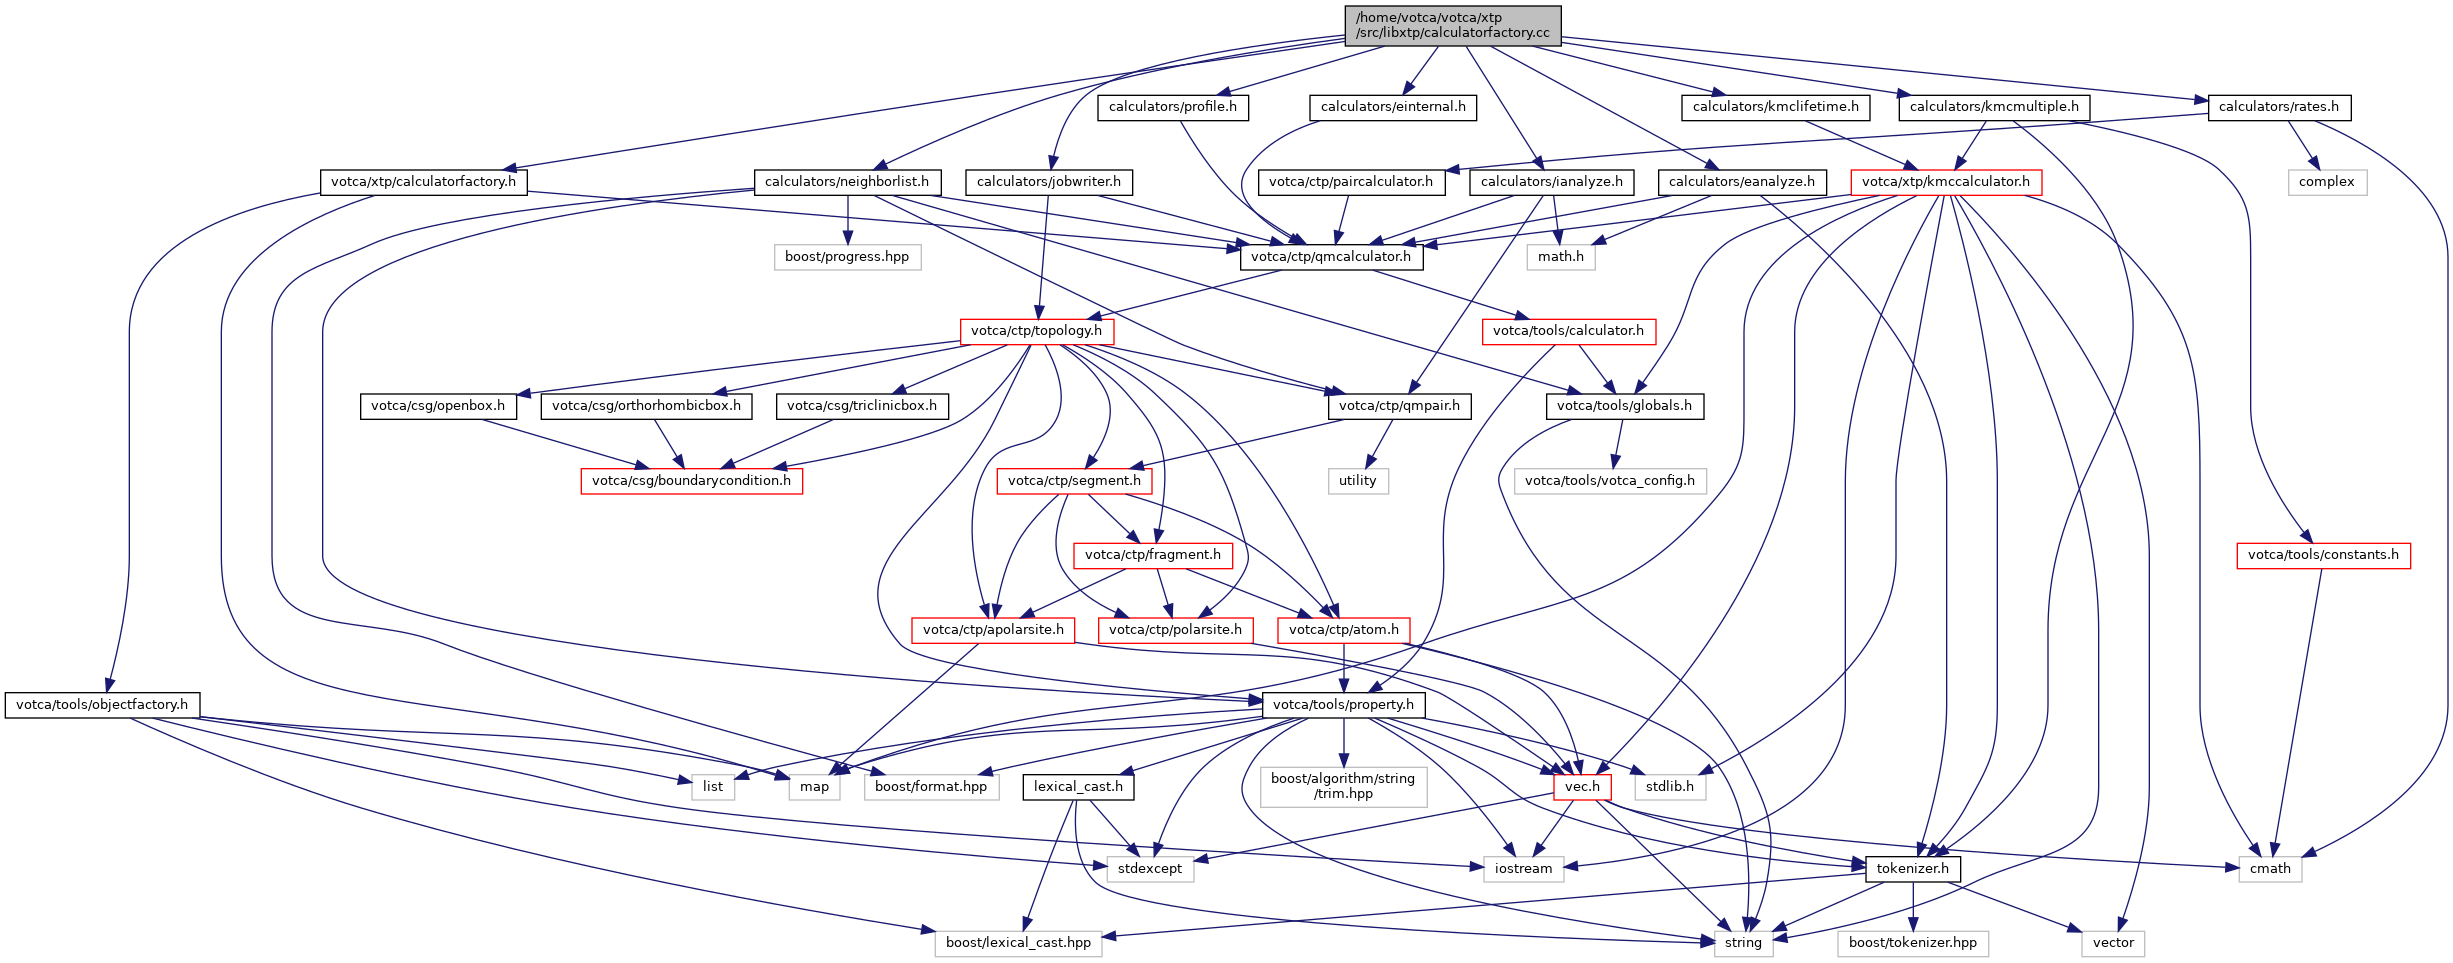 /home/votca/votca/xtp
/src/libxtp/calculatorfactory.cc
calculators/profile.h
calculators/einternal.h
calculators/kmclifetime.h
calculators/kmcmultiple.h
calculators/rates.h
votca/xtp/calculatorfactory.h
calculators/neighborlist.h
calculators/jobwriter.h
votca/ctp/paircalculator.h
calculators/ianalyze.h
calculators/eanalyze.h
votca/xtp/kmccalculator.h
complex
boost/progress.hpp
votca/ctp/qmcalculator.h
math.h
votca/ctp/topology.h
votca/tools/calculator.h
votca/csg/openbox.h
votca/csg/orthorhombicbox.h
votca/csg/triclinicbox.h
votca/ctp/qmpair.h
votca/tools/globals.h
votca/csg/boundarycondition.h
votca/ctp/segment.h
utility
votca/tools/votca_config.h
votca/ctp/fragment.h
votca/tools/constants.h
votca/ctp/apolarsite.h
votca/ctp/polarsite.h
votca/ctp/atom.h
votca/tools/objectfactory.h
votca/tools/property.h
list
map
boost/format.hpp
lexical_cast.h
boost/algorithm/string
/trim.hpp
vec.h
stdlib.h
stdexcept
iostream
tokenizer.h
cmath
boost/lexical_cast.hpp
string
boost/tokenizer.hpp
vector